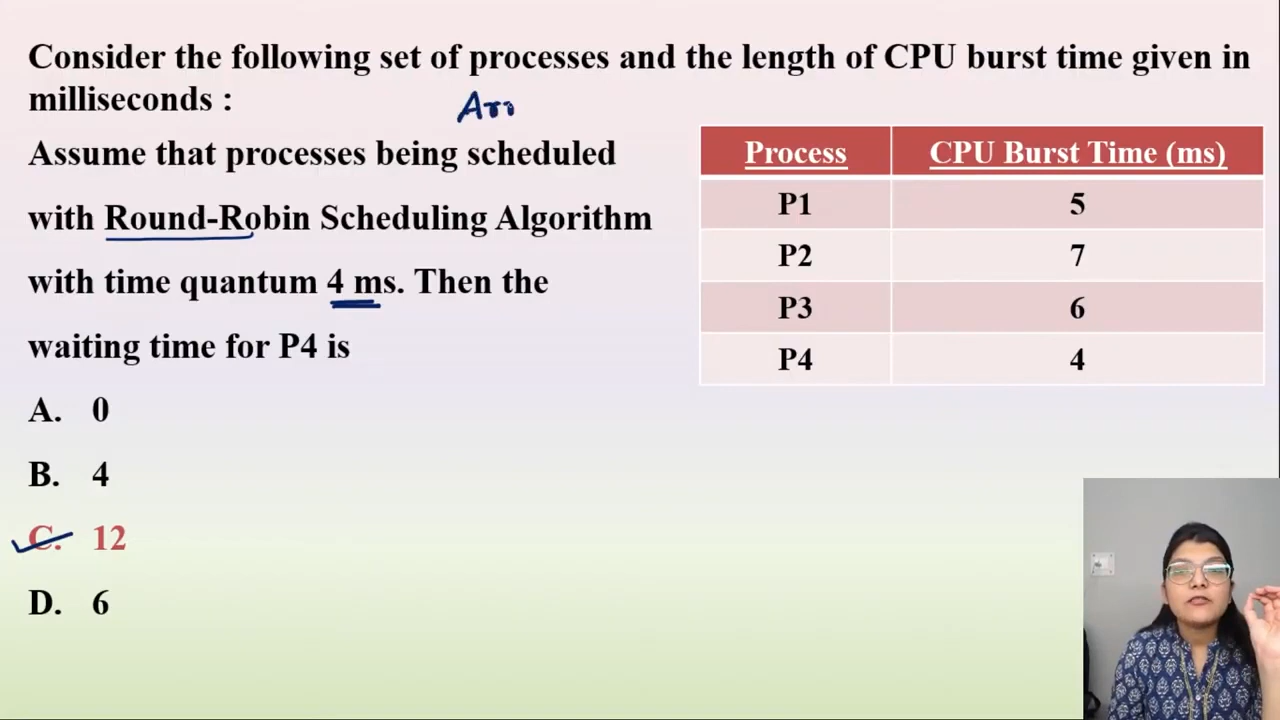 Consider the following set of processes and the length of CPU burst time given in
milliseconds :
Arr
Assume that processes being scheduled
with Round-Robin Scheduling Algorithm
with time quantum 4 ms. Then the
waiting time for P4 is
A. 0
B. 4
C. 12
D. 6
Process CPU Burst Time (ms)
P1 5
P2 7
P3 6
P4 4